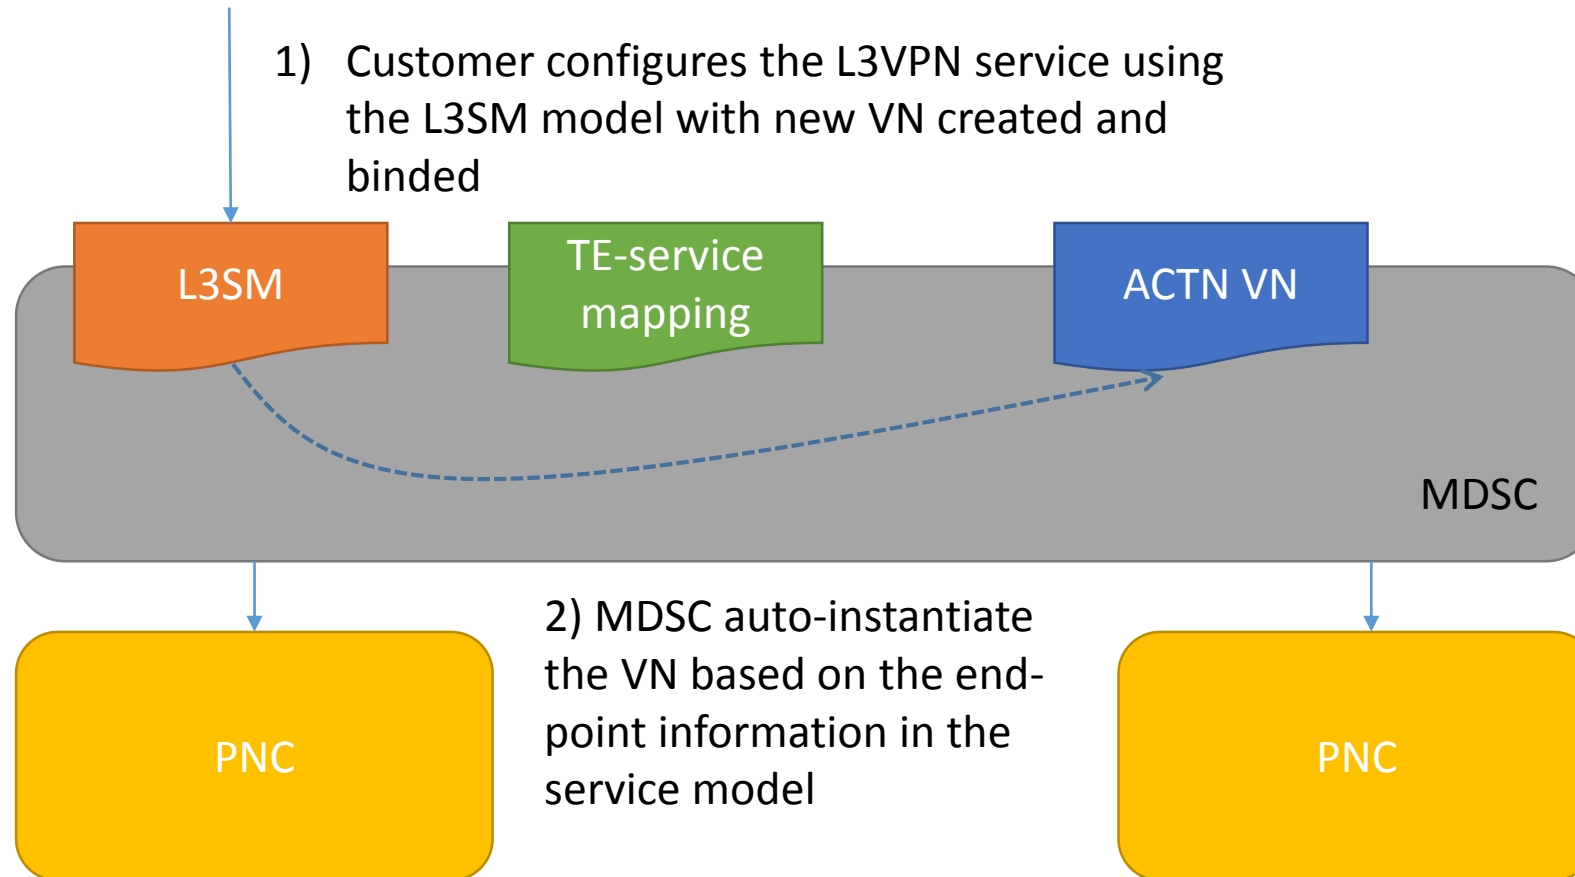 1) Customer configures the L3VPN service using
the L3SM model with new VN created and
binded
L3SM
TE-service
mapping
ACTN VN
MDSC
2) MDSC auto-instantiate
the VN based on the end-
point information in the
service model
PNC
PNC